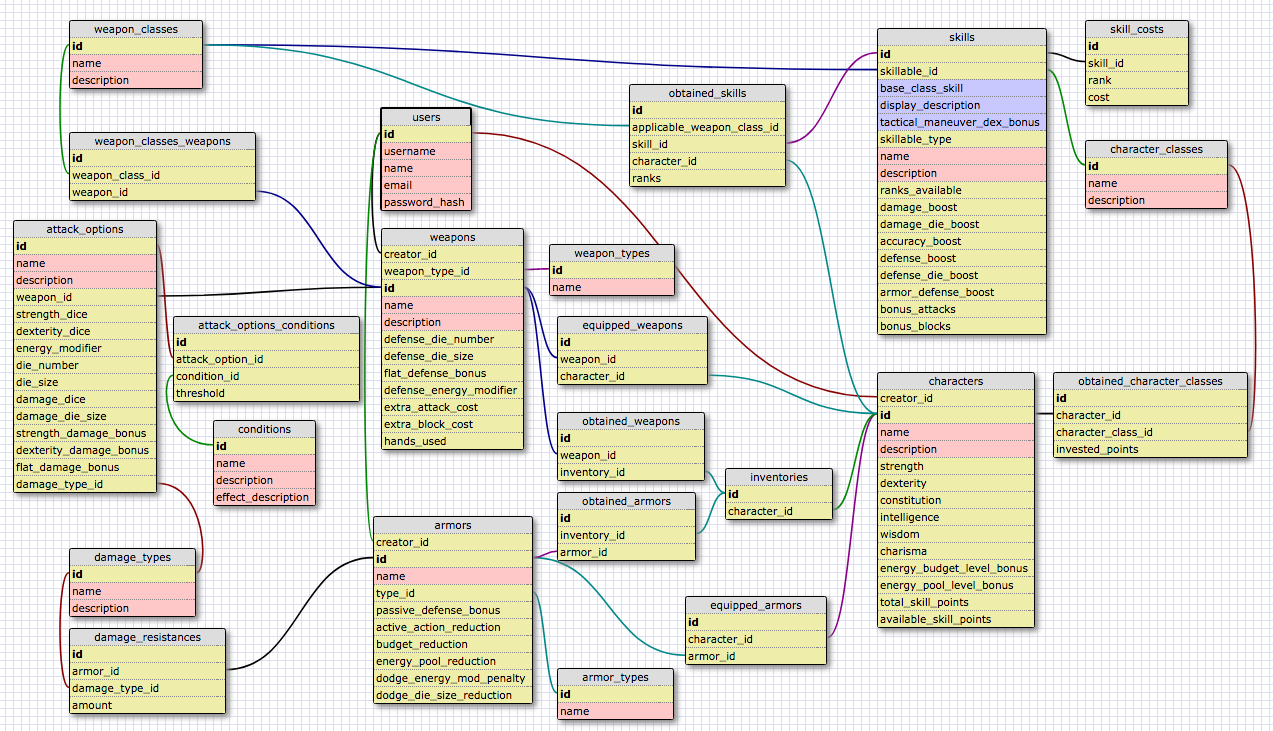 weapon_classes
id
name
description
weapon_classes_weapons
id
weapon_class_id
weapon_id
attack_options
id
name
description
weapon_id
strength_dice
dexterity_dice
energy_modifier
die_number
die_size
damage_dice
damage_die_size
strength_damage_bonus
dexterity_damage_bonus
flat_damage_bonus
damage_type_id
attack_options_conditions
id
attack_option_id
condition_id
threshold
conditions
id
name
description
effect_description
damage_types
id
name
description
damage_resistances
id
armor_id
damage_type_id
amount
users
id
username
name
email
password_hash
weapons
creator_id
weapon_type_id
id
name
description
defense_die_number
defense_die_size
flat_defense_bonus
defense_energy_modifier
extra_attack_cost
extra_block_cost
hands_used
armors
creator_id
id
name
type_id
passive_defense_bonus
active_action_reduction
budget_reduction
energy_pool_reduction
dodge_energy_mod_penalty
dodge_die_size_reduction
weapon_types
id
name
equipped_weapons
id
weapon_id
character_id
obtained_weapons
id
weapon_id
inventory_id
obtained_armors
id
inventory_id
armor_id
armor_types
id
name
obtained_skills
id
applicable_weapon_class_id
skill_id
character_id
ranks
inventories
id
character_id
equipped_armors
id
character_id
armor_id
skills
id
skillable_id
base_class_skill
display_description
tactical_maneuver_dex_bonus
skillable_type
name
description
ranks_available
damage_boost
damage_die_boost
accuracy_boost
defense_boost
defense_die_boost
armor_defense_boost
bonus_attacks
bonus_blocks
characters
creator_id
id
name
description
strength
dexterity
constitution
intelligence
wisdom
charisma
energy_budget_level_bonus
energy_pool_level_bonus
total_skill_points
available_skill_points
skill_costs
id
skill_id
rank
cost
character_classes
id
name
description
obtained_character_classes
id
character_id
character_class_id
invested_points